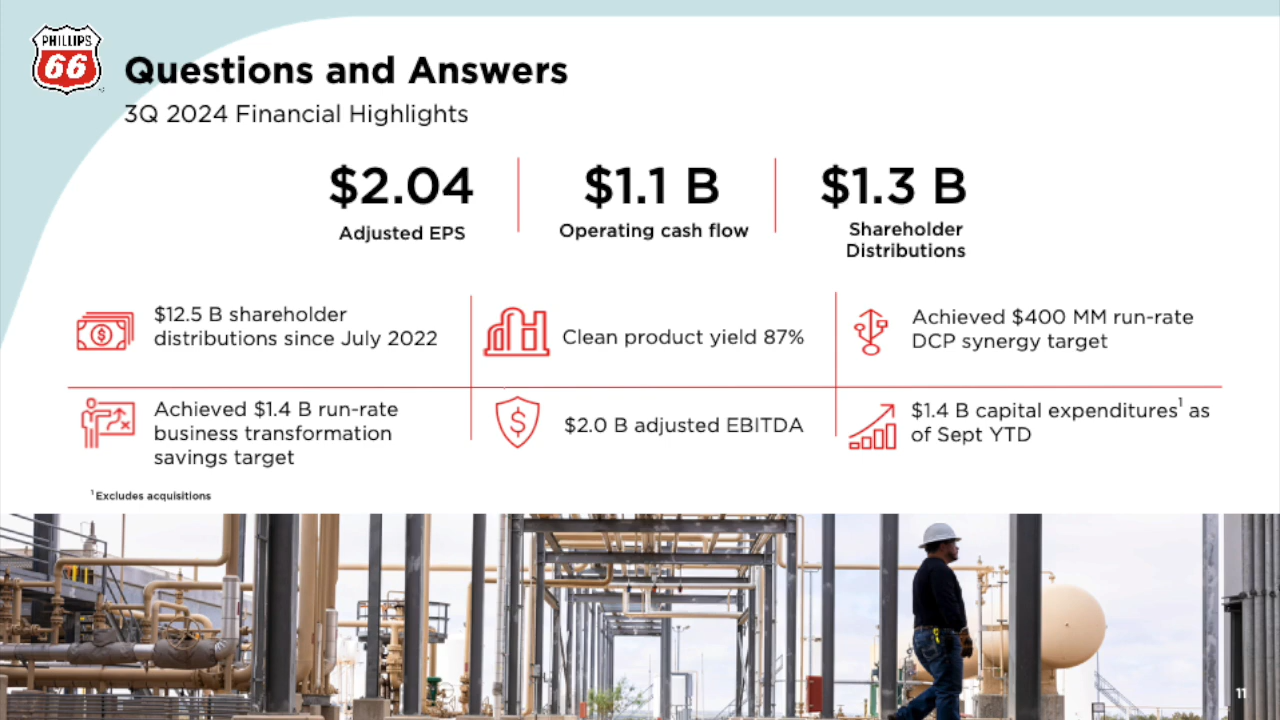 PHILLIPS
66
Questions and Answers
3Q 2024 Financial Highlights
$2.04
Adjusted EPS
$1.1 B
Operating cash flow
$1.3 B
Shareholder
Distributions
$12.5 B shareholder
distributions since July 2022
Clean product yield 87%
Achieved $400 MM run-rate
DCP synergy target
Achieved $1.4 B run-rate
business transformation
savings target
$2.0 B adjusted EBITDA
$1.4 B capital expenditures¹ as
of Sept YTD
¹ Excludes acquisitions
11